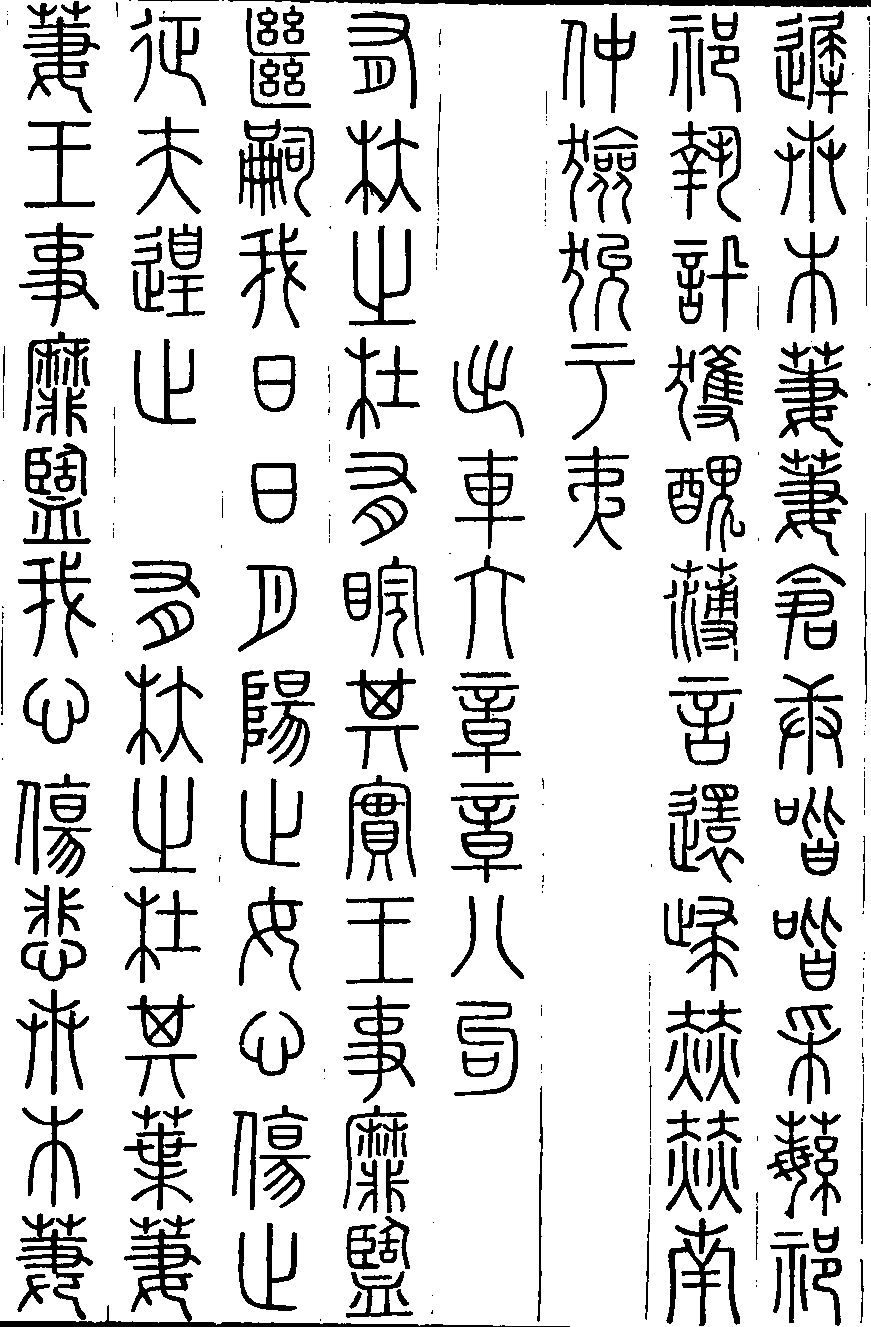 遲卉木萋萋倉庚喈喈采蘩祁
祁執訊獲醜薄言還歸赫赫南
仲玁狁于夷
出車六章章八句
有杕之杜有睆其實王事靡盬
繼嗣我日日月陽止女心傷止
征夫遑止　有杕之杜其葉萋
萋王事靡盬我心傷悲卉木萋